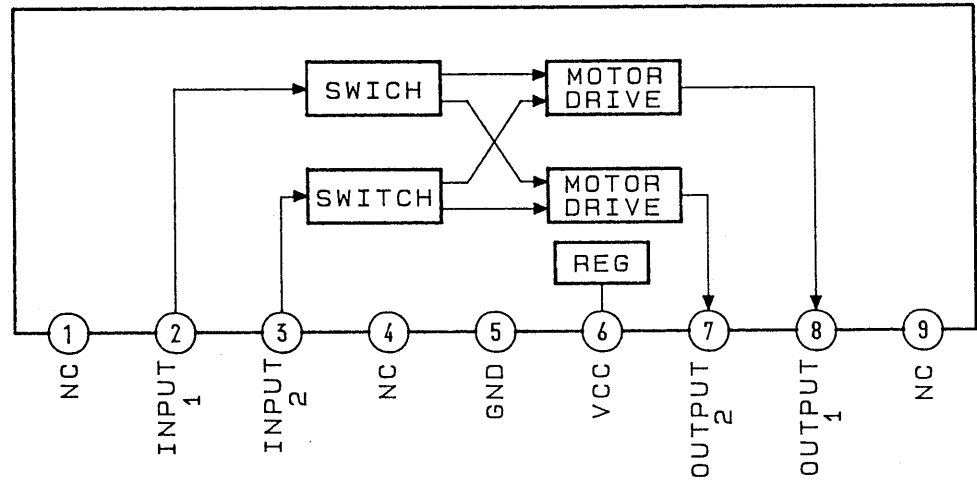 SWICH
MOTOR
DRIVE
SWITCH
MOTOR
DRIVE
REG
1
2
3
4
5
6
7
8
9
NC
INPUT
1
INPUT
2
NC
GND
VCC
OUTPUT
2
OUTPUT
1
NC